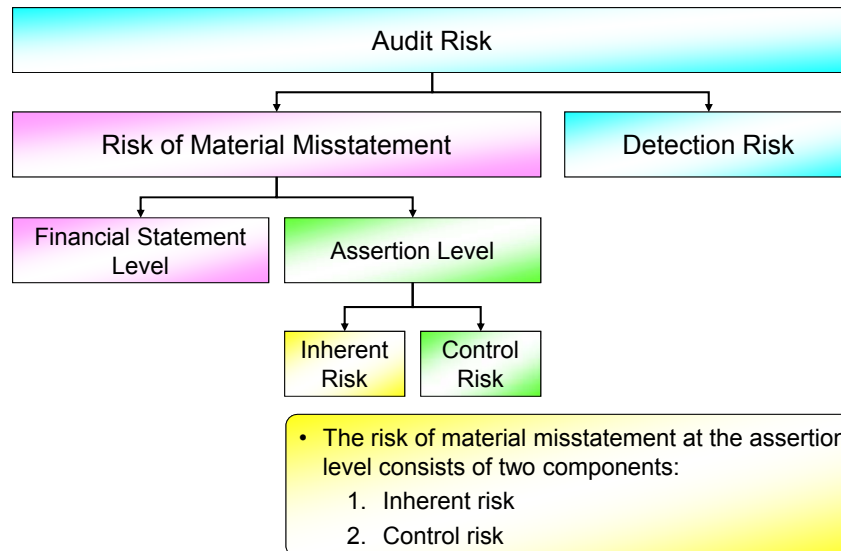 Audit Risk
Risk of Material Misstatement
Detection Risk
Financial Statement
Level
Assertion Level
Inherent
Risk
Control
Risk
• The risk of material misstatement at the assertion
level consists of two components:
1. Inherent risk
2. Control risk